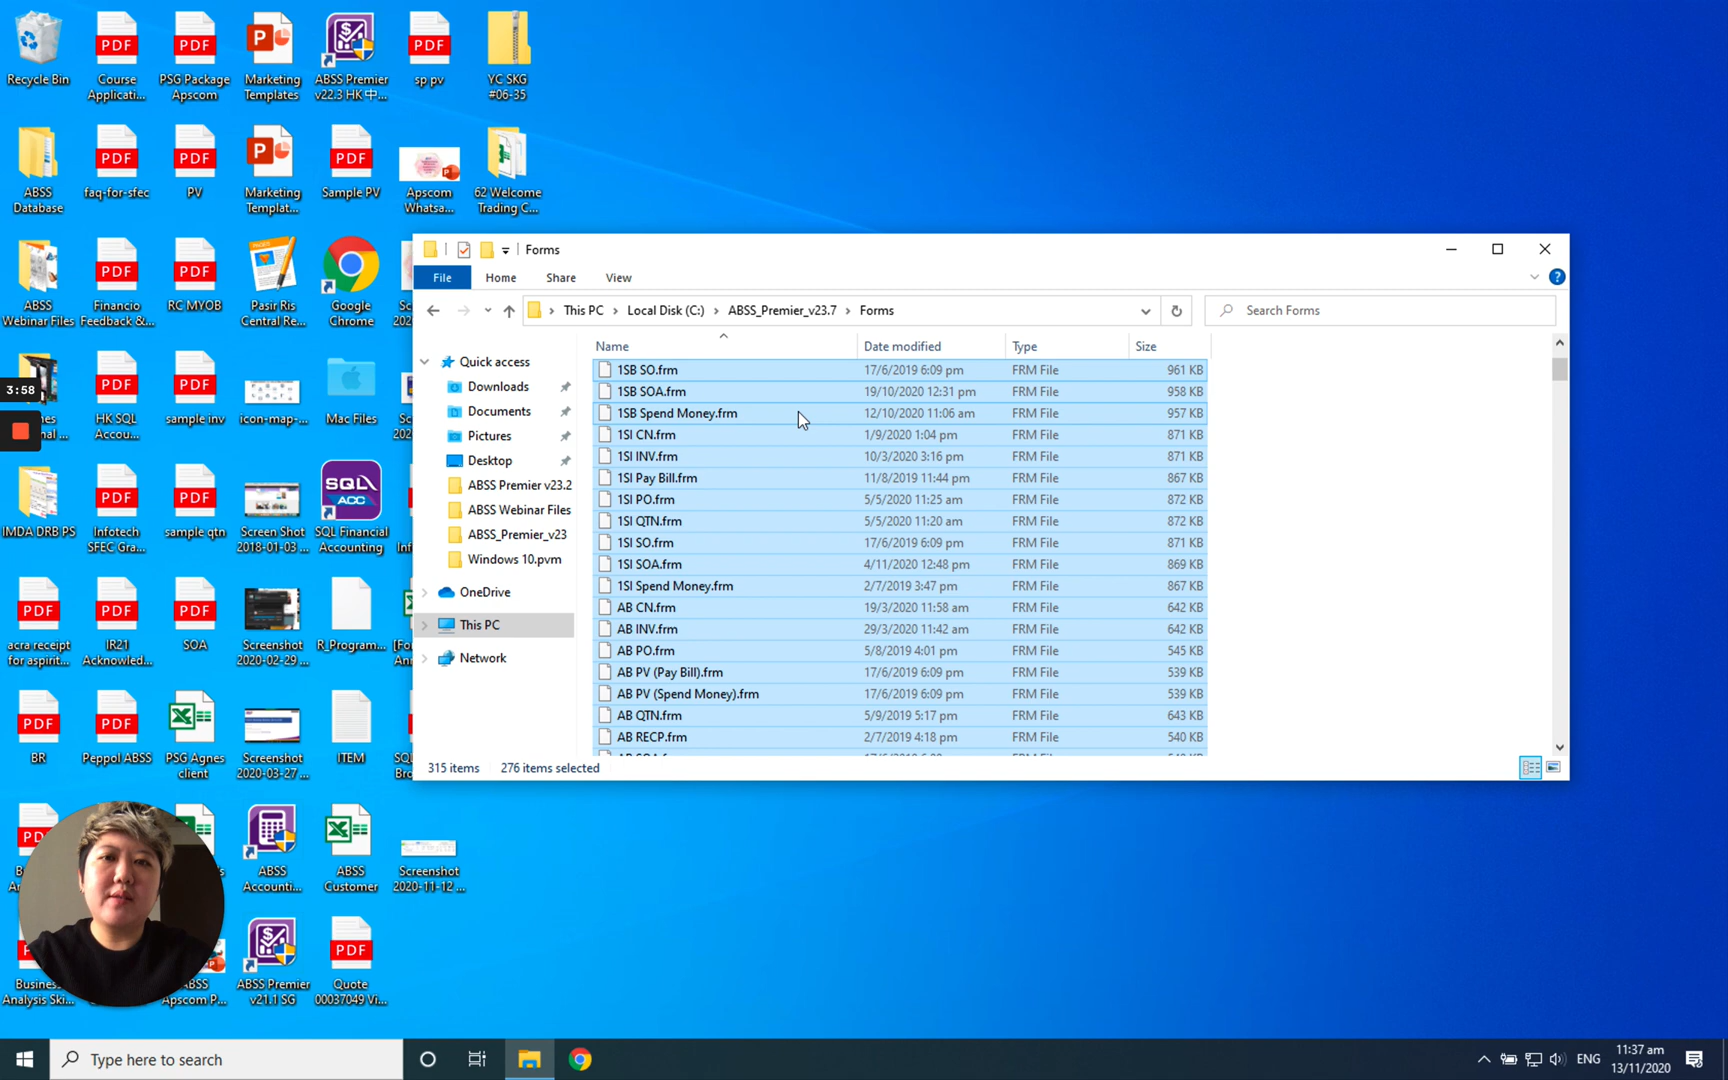 Recycle Bin
PDF
Course
Applicati...
PDF
PSG Package
Apscom
Marketing
Templates
ABSS Premier
v22.3 HK 中...
PDF
sp pv
YC SKG
#06-35
ABSS
Database
PDF
faq-for-sfec
PDF
PV
Marketing
Templat...
PDF
Sample PV
Apscom
Whatsa...
62 Welcome
Trading C...
ABSS
Webinar Files
PDF
Financio
Feedback &...
PDF
RC MYOB
PAGES
Pasir Ris
Central Re...
Google
Chrome
3:58
PDF
HK SQL
Accou...
PDF
sample inv
icon-map-...
Mac Files
IMDA DRB PS
PDF
Infotech
SFEC Gra...
PDF
sample qtn
Screen Shot
2018-01-03 ...
SQL
ACC
SQL Financial
Accounting
PDF
acra receipt
for aspirit...
PDF
IR21
Acknowled...
PDF
SOA
Screenshot
2020-02-29 ...
R_Program...
PDF
BR
PDF
Peppol ABSS
PSG Agnes
client
Screenshot
2020-03-27 ...
ITEM
ABSS
Accounti...
ABSS
Customer
Screenshot
2020-11-12 ...
Busines
Analysis Ski...
ABSS
Apscom P...
ABSS Premier
v21.1 SG
PDF
Quote
00037049 Vi...
Forms
File
Home
Share
View
This PC
Local Disk (C:)
ABSS_Premier_v23.7
Forms
Search Forms
Quick access
Downloads
Documents
Pictures
Desktop
ABSS Premier v23.2
ABSS Webinar Files
ABSS_Premier_v23
Windows 10.pvm
OneDrive
This PC
Network
Name Date modified Type Size
1SB SO.frm 17/6/2019 6:09 pm FRM File 961 KB
1SB SOA.frm 19/10/2020 12:31 pm FRM File 958 KB
1SB Spend Money.frm 12/10/2020 11:06 am FRM File 957 KB
1SI CN.frm 1/9/2020 1:04 pm FRM File 871 KB
1SI INV.frm 10/3/2020 3:16 pm FRM File 871 KB
1SI Pay Bill.frm 11/8/2019 11:44 pm FRM File 867 KB
1SI PO.frm 5/5/2020 11:25 am FRM File 872 KB
1SI QTN.frm 5/5/2020 11:20 am FRM File 872 KB
1SI SO.frm 17/6/2019 6:09 pm FRM File 871 KB
1SI SOA.frm 4/11/2020 12:48 pm FRM File 869 KB
1SI Spend Money.frm 2/7/2019 3:47 pm FRM File 867 KB
AB CN.frm 19/3/2020 11:58 am FRM File 642 KB
AB INV.frm 29/3/2020 11:42 am FRM File 642 KB
AB PO.frm 5/8/2019 4:01 pm FRM File 545 KB
AB PV (Pay Bill).frm 17/6/2019 6:09 pm FRM File 539 KB
AB PV (Spend Money).frm 17/6/2019 6:09 pm FRM File 539 KB
AB QTN.frm 5/9/2019 5:17 pm FRM File 643 KB
AB RECP.frm 2/7/2019 4:18 pm FRM File 540 KB
315 items 276 items selected
Type here to search
ENG
11:37 am
13/11/2020